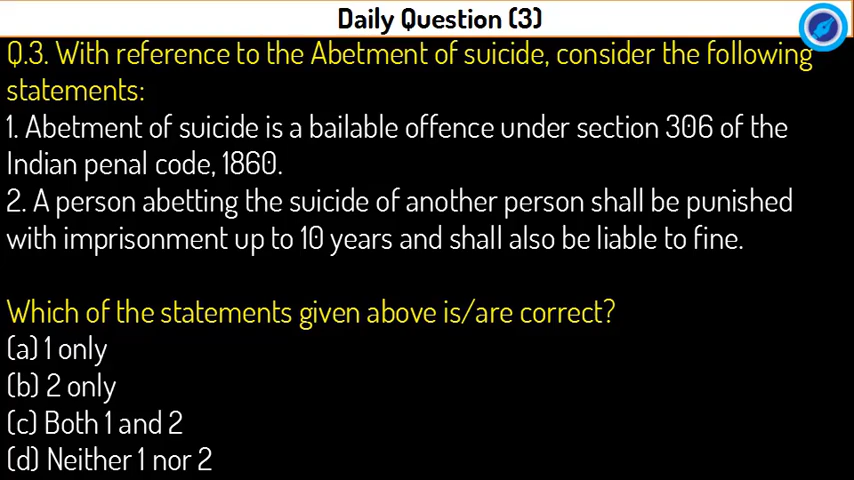 Daily Question (3)
Q.3. With reference to the Abetment of suicide, consider the following
statements:
1. Abetment of suicide is a bailable offence under section 306 of the
Indian penal code, 1860.
2. A person abetting the suicide of another person shall be punished
with imprisonment up to 10 years and shall also be liable to fine.
Which of the statements given above is/are correct?
(a) 1 only
(b) 2 only
(c) Both 1 and 2
(d) Neither 1 nor 2